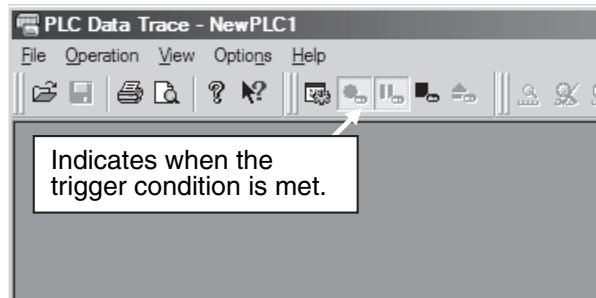 PLC Data Trace - NewPLC1
File Operation View Options Help
Indicates when the
trigger condition is met.